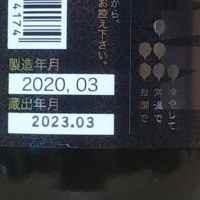 から。
お控え下さい。
4174
製造年月
2020,03
蔵出年月
2023.03
冷やして
常温で
お燗で